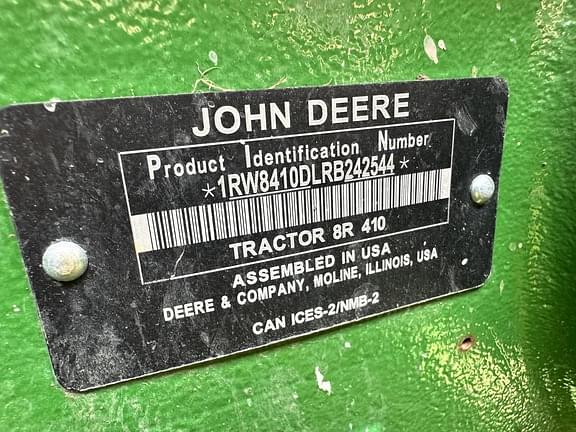 JOHN DEERE
Product Identification Number
*1RW8410DLRB242544*
TRACTOR 8R 410
ASSEMBLED IN USA
DEERE & COMPANY, MOLINE, ILLINOIS, USA
CAN ICES-2/NMB-2